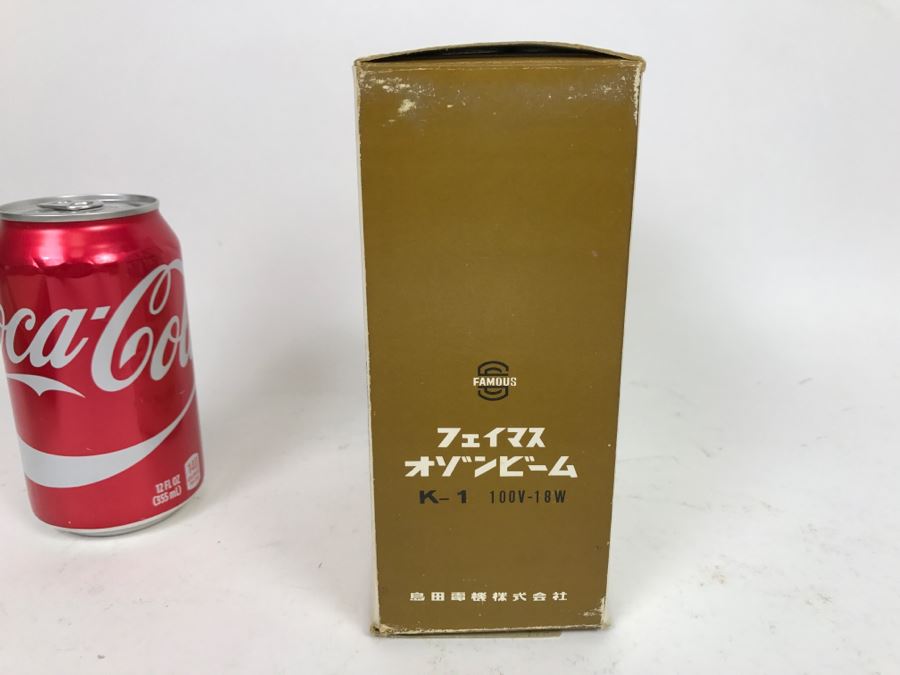 Coca-Cola
12 FL OZ
(355 mL)
FAMOUS
フェイマス
オゾンビーム
K-1 100V-18W
島田電機株式会社